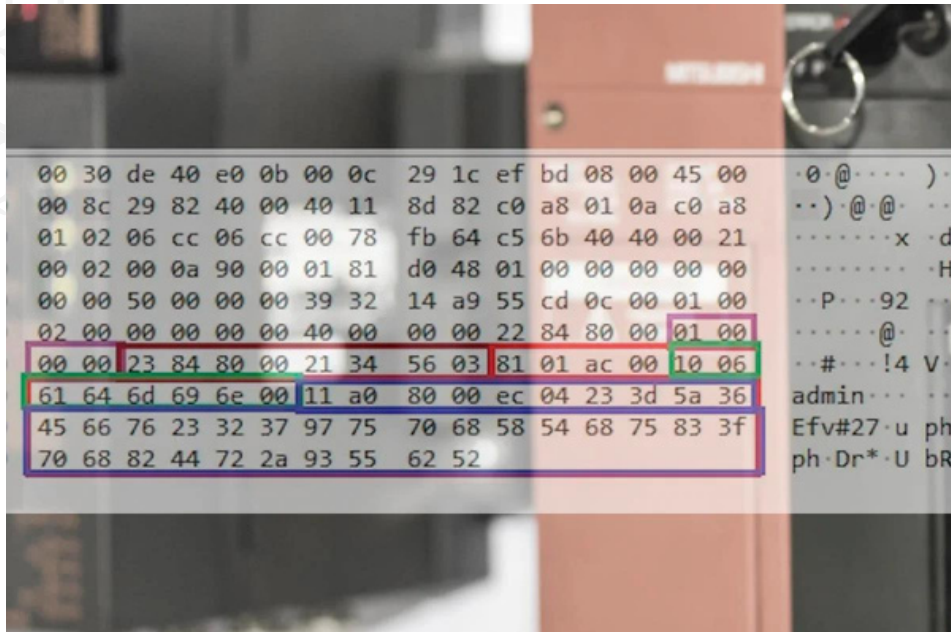 MITSUBISHI
00 30 de 40 e0 0b 00 0c 29 1c ef bd 08 00 45 00 ·0·@···· )·
00 8c 29 82 40 00 40 11 8d 82 c0 a8 01 0a c0 a8 ··)·@·@·
01 02 06 cc 06 cc 00 78 fb 64 c5 6b 40 40 00 21 ·······x ·d
00 02 00 0a 90 00 01 81 d0 48 01 00 00 00 00 00 ········ ·H
00 00 50 00 00 00 39 32 14 a9 55 cd 0c 00 01 00 ··P···92
02 00 00 00 00 00 40 00 00 00 22 84 80 00 01 00 ······@·
00 00 23 84 80 00 21 34 56 03 81 01 ac 00 10 06 ··#···!4 V·
61 64 6d 69 6e 00 11 a0 80 00 ec 04 23 3d 5a 36 admin···
45 66 76 23 32 37 97 75 70 68 58 54 68 75 83 3f Efv#27·u ph
70 68 82 44 72 2a 93 55 62 52 ph·Dr*·U bR